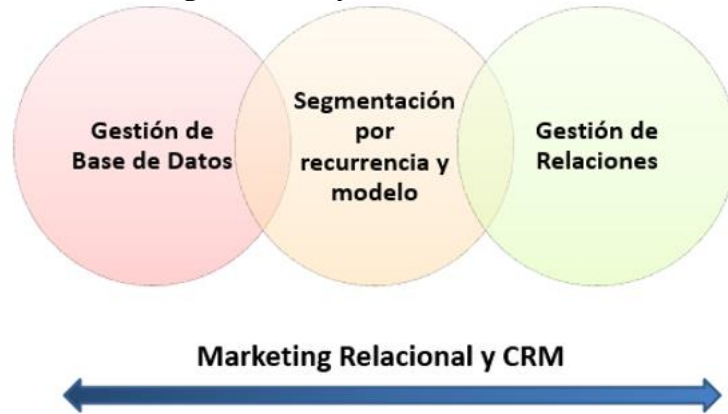 Gestión de
Base de Datos
Segmentación
por
recurrencia y
modelo
Gestión de
Relaciones
Marketing Relacional y CRM